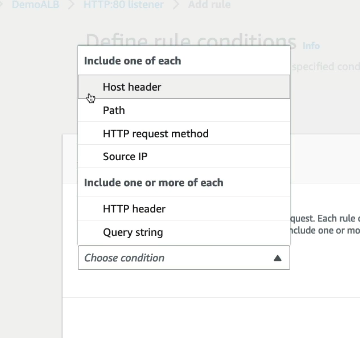 DemoALB > HTTP:80 listener > Add rule
Define rule conditions Info
Include one of each
specified cond
Host header
Path
HTTP request method
Source IP
Include one or more of each
HTTP header
quest. Each rule
Query string
nclude one or mo
Choose condition